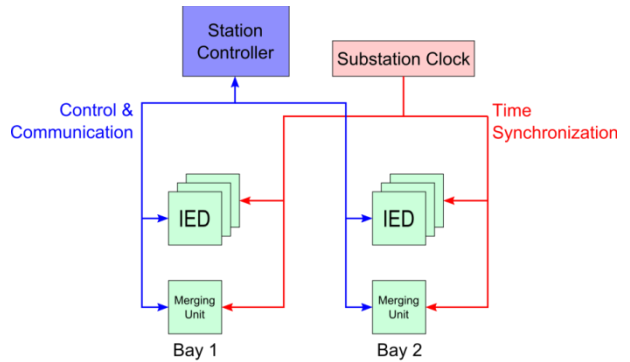 Station
Controller
Substation Clock
Control &
Communication
Time
Synchronization
IED
IED
Merging
Unit
Merging
Unit
Bay 1
Bay 2